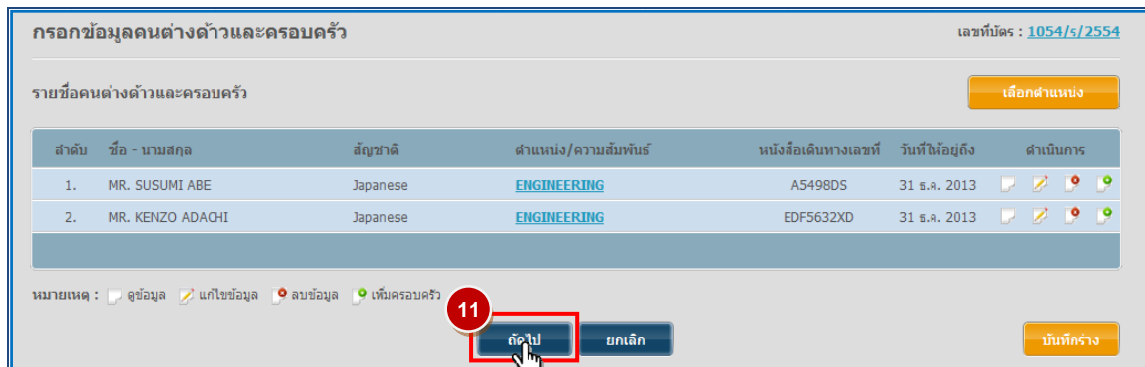 กรอกข้อมูลคนต่างด้าวและครอบครัว เลขที่บัตร : 1054/ร/2554
รายชื่อคนต่างด้าวและครอบครัว เลือกตำแหน่ง
ลำดับ ชื่อ - นามสกุล สัญชาติ ตำแหน่ง/ความสัมพันธ์ หนังสือเดินทางเลขที่ วันที่ให้อยู่ถึง ดำเนินการ
1. MR. SUSUMI ABE Japanese ENGINEERING A5498DS 31 ธ.ค. 2013
2. MR. KENZO ADACHI Japanese ENGINEERING EDF5632XD 31 ธ.ค. 2013
หมายเหตุ : ดูข้อมูล แก้ไขข้อมูล ลบข้อมูล เพิ่มครอบครัว
11
ถัดไป ยกเลิก บันทึกร่าง